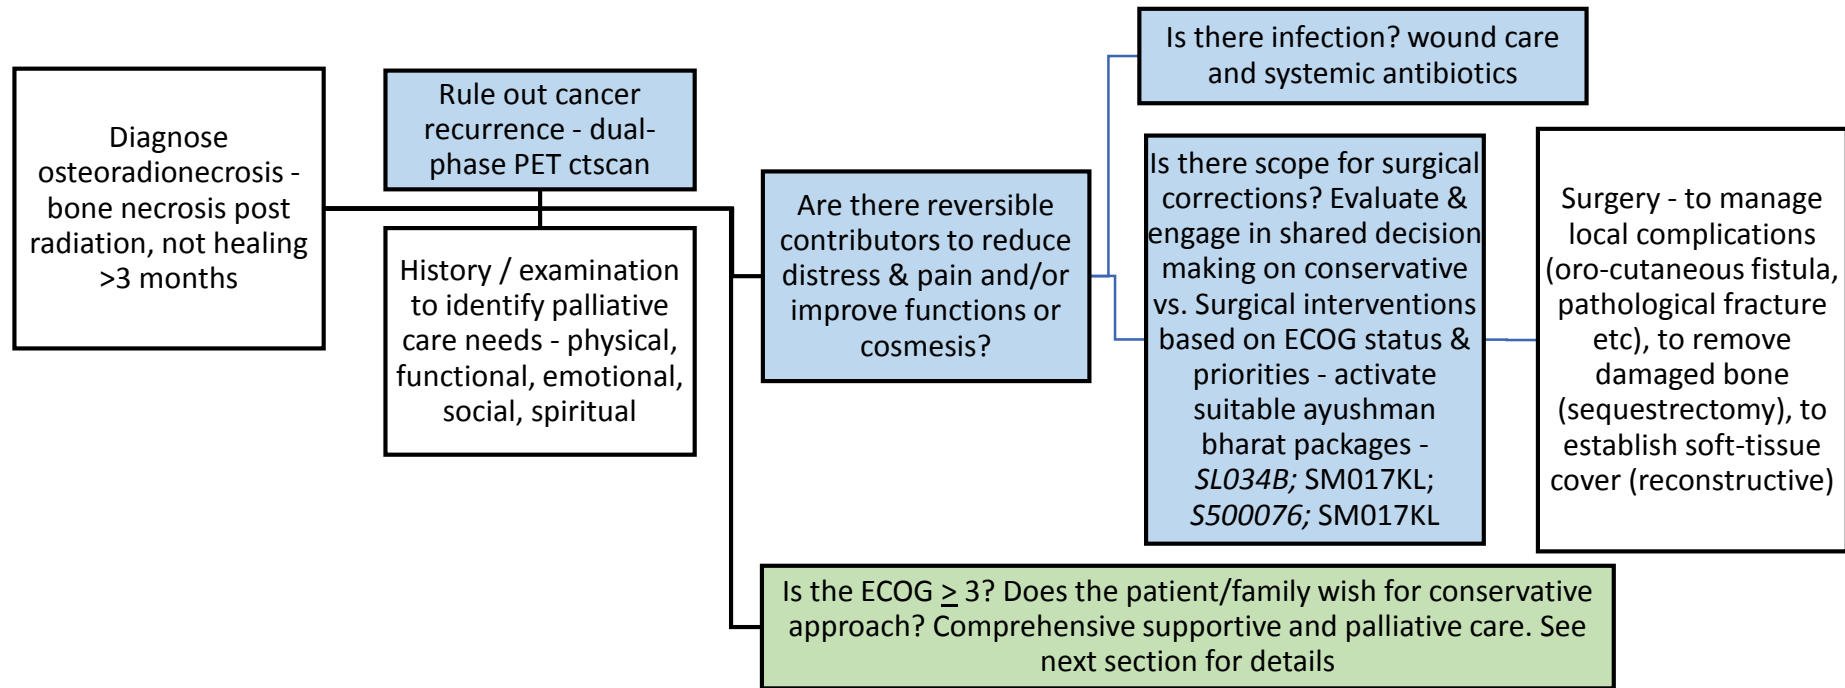 Diagnose
osteoradionecrosis -
bone necrosis post
radiation, not healing
>3 months
Rule out cancer
recurrence - dual-
phase PET ctscan
History / examination
to identify palliative
care needs - physical,
functional, emotional,
social, spiritual
Are there reversible
contributors to reduce
distress & pain and/or
improve functions or
cosmesis?
Is there infection? wound care
and systemic antibiotics
Is there scope for surgical
corrections? Evaluate &
engage in shared decision
making on conservative
vs. Surgical interventions
based on ECOG status &
priorities - activate
suitable ayushman
bharat packages -
SL034B; SM017KL;
S500076; SM017KL
Surgery - to manage
local complications
(oro-cutaneous fistula,
pathological fracture
etc), to remove
damaged bone
(sequestrectomy), to
establish soft-tissue
cover (reconstructive)
Is the ECOG ≥ 3? Does the patient/family wish for conservative
approach? Comprehensive supportive and palliative care. See
next section for details